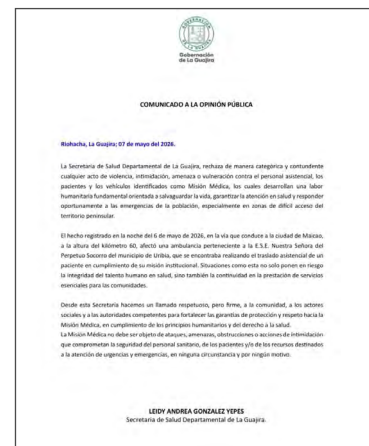 Gobernación
de La Guajira
COMUNICADO A LA OPINIÓN PÚBLICA
Riohacha, La Guajira; 07 de mayo del 2026.
La Secretaria de Salud Departamental de La Guajira, rechaza de manera categórica y contundente
cualquier acto de violencia, intimidación, amenaza o vulneración contra el personal asistencial, los
pacientes y los vehículos identificados como Misión Médica, los cuales desarrollan una labor
humanitaria fundamental orientada a salvaguardar la vida, garantizar la atención en salud y responder
oportunamente a las emergencias de la población, especialmente en zonas de difícil acceso del
territorio peninsular.
El hecho registrado en la noche del 6 de mayo de 2026, en la vía que conduce a la ciudad de Maicao,
a la altura del kilómetro 60, afectó una ambulancia perteneciente a la E.S.E. Nuestra Señora del
Perpetuo Socorro del municipio de Uribia, que se encontraba realizando el traslado asistencial de un
paciente en cumplimiento de su misión institucional. Situaciones como esta no solo ponen en riesgo
la integridad del talento humano en salud, sino también la continuidad en la prestación de servicios
esenciales para las comunidades.
Desde esta Secretaría hacemos un llamado respetuoso, pero firme, a la comunidad, a los actores
sociales y a las autoridades competentes para fortalecer las garantías de protección y respeto hacia la
Misión Médica, en cumplimiento de los principios humanitarios y del derecho a la salud.
La Misión Médica no debe ser objeto de ataques, amenazas, obstrucciones o acciones de intimidación
que comprometan la seguridad del personal sanitario, de los pacientes y/o de los recursos destinados
a la atención de urgencias y emergencias, en ninguna circunstancia y por ningún motivo.
LEIDY ANDREA GONZALEZ YEPES
Secretaria de Salud Departamental de La Guajira.